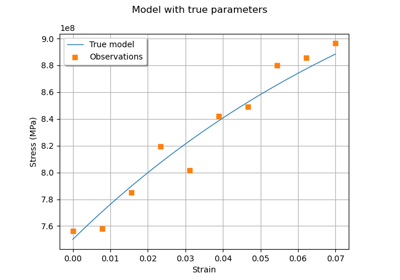 Model with true parameters
1e8
9.0
8.8
8.6
8.4
8.2
8.0
7.8
7.6
True model
Observations
Stress (MPa)
0.00 0.01 0.02 0.03 0.04 0.05 0.06 0.07
Strain